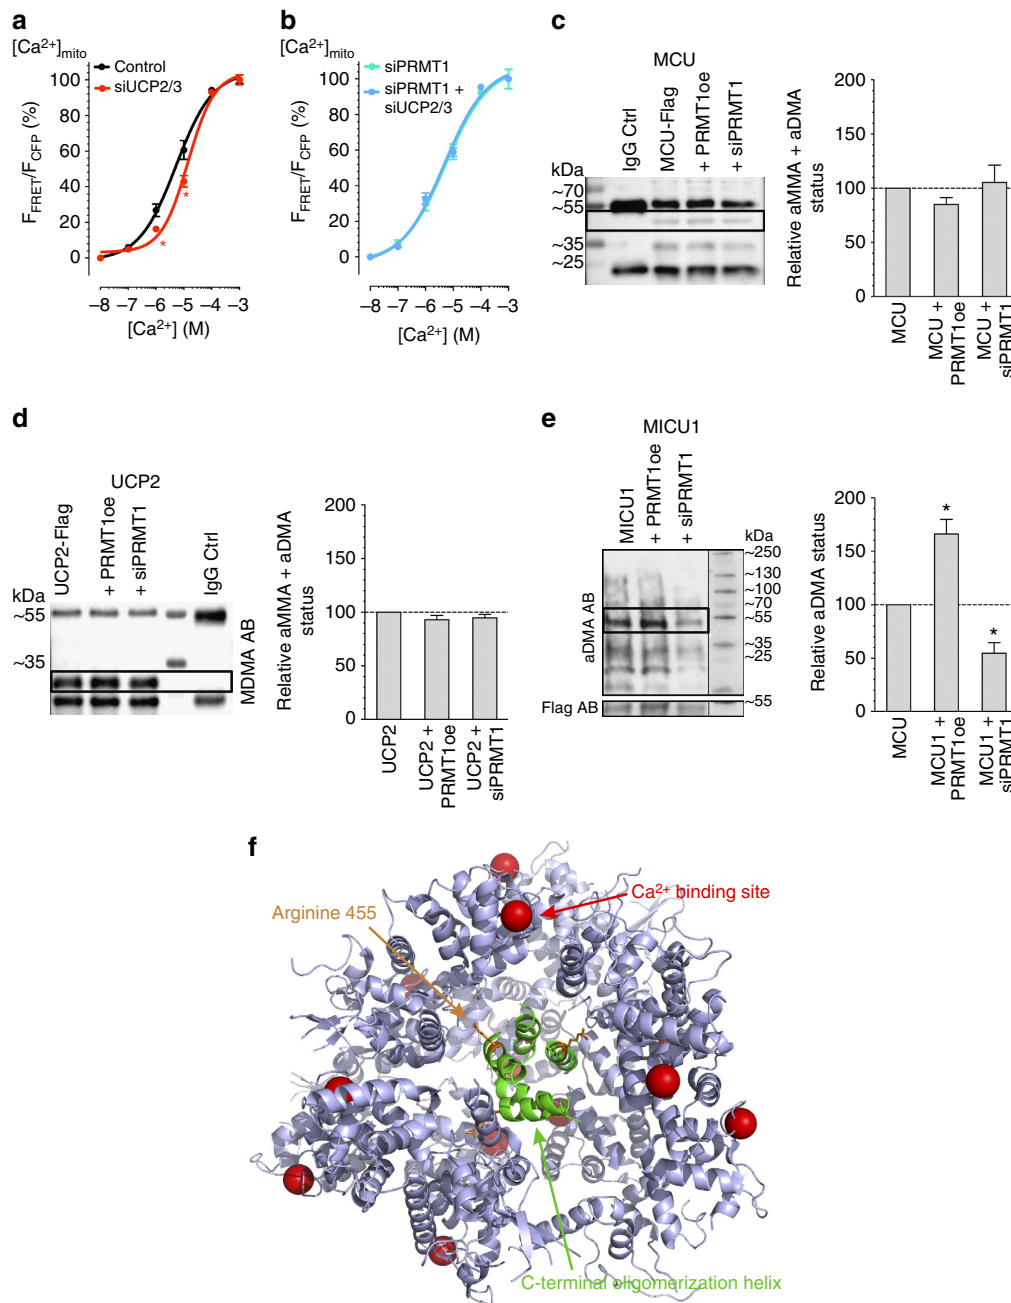 a
[Ca²⁺]mito
Control
siUCP2/3
F_FRET/F_CFP (%)
100
80
60
40
20
0
–8
–7
–6
–5
–4
–3
*
*
[Ca²⁺] (M)
b
[Ca²⁺]mito
siPRMT1
siPRMT1 +
siUCP2/3
F_FRET/F_CFP (%)
100
80
60
40
20
0
–8
–7
–6
–5
–4
–3
[Ca²⁺] (M)
c
MCU
IgG Ctrl
MCU-Flag
+ PRMT1oe
+ siPRMT1
kDa
~70
~55
~35
~25
Relative aMMA + aDMA
status
200
150
100
50
0
MCU
MCU +
PRMT1oe
MCU +
siPRMT1
d
UCP2
UCP2-Flag
+ PRMT1oe
+ siPRMT1
IgG Ctrl
kDa
~55
~35
MDMA AB
Relative aMMA + aDMA
status
200
150
100
50
0
UCP2
UCP2 +
PRMT1oe
UCP2 +
siPRMT1
e
MICU1
MICU1
+ PRMT1oe
+ siPRMT1
kDa
~250
~130
~100
~70
~55
~35
~25
~55
aDMA AB
Flag AB
Relative aDMA status
200
150
100
50
0
*
*
MCU
MCU1 +
PRMT1oe
MCU1 +
siPRMT1
f
Arginine 455
Ca²⁺ binding site
C-terminal oligomerization helix